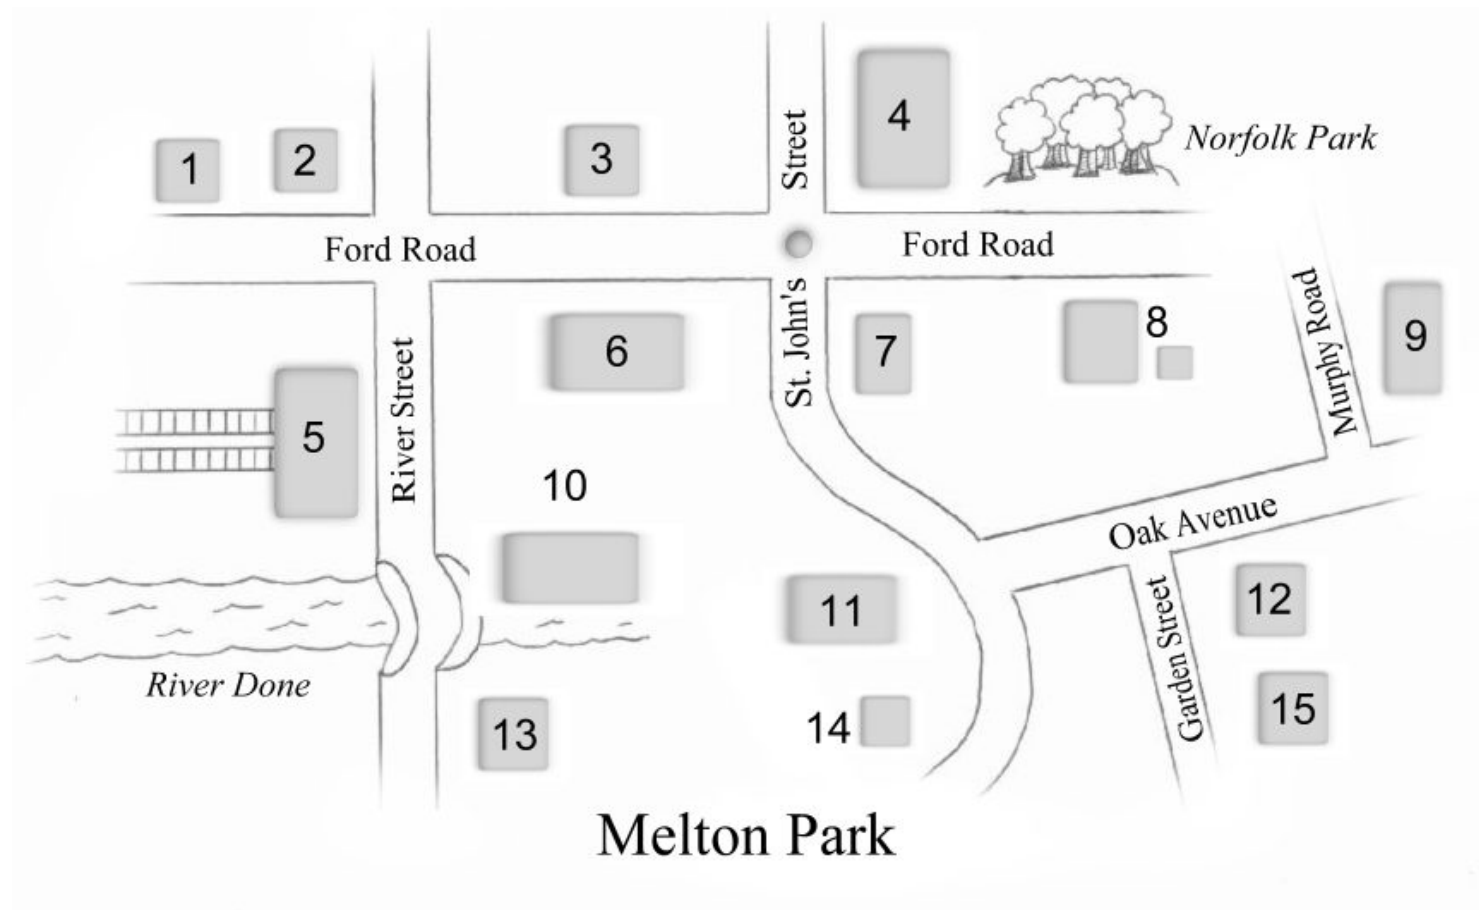 Street
4
Norfolk Park
1
2
3
Ford Road
Ford Road
St. John's
Murphy Road
8
9
6
7
River Street
5
10
Oak Avenue
11
12
Garden Street
River Done
13
14
15
Melton Park